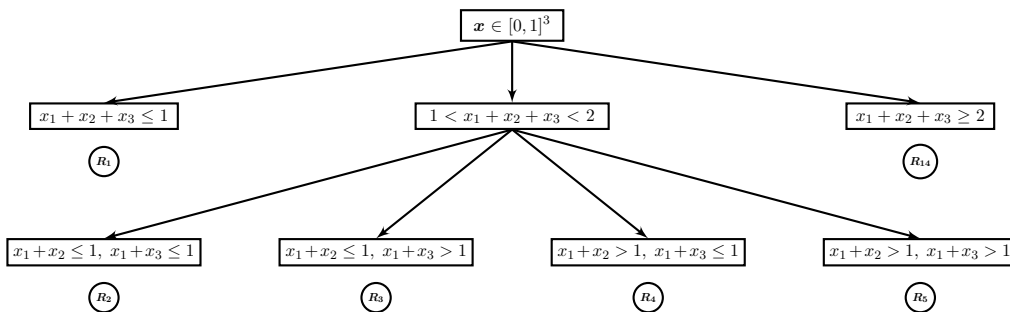 𝒙 ∈ [0, 1]³
x₁ + x₂ + x₃ ≤ 1
1 < x₁ + x₂ + x₃ < 2
x₁ + x₂ + x₃ ≥ 2
R₁
R₁₄
x₁+x₂ ≤ 1, x₁+x₃ ≤ 1
x₁+x₂ ≤ 1, x₁+x₃ > 1
x₁+x₂ > 1, x₁+x₃ ≤ 1
x₁+x₂ > 1, x₁+x₃ > 1
R₂
R₃
R₄
R₅